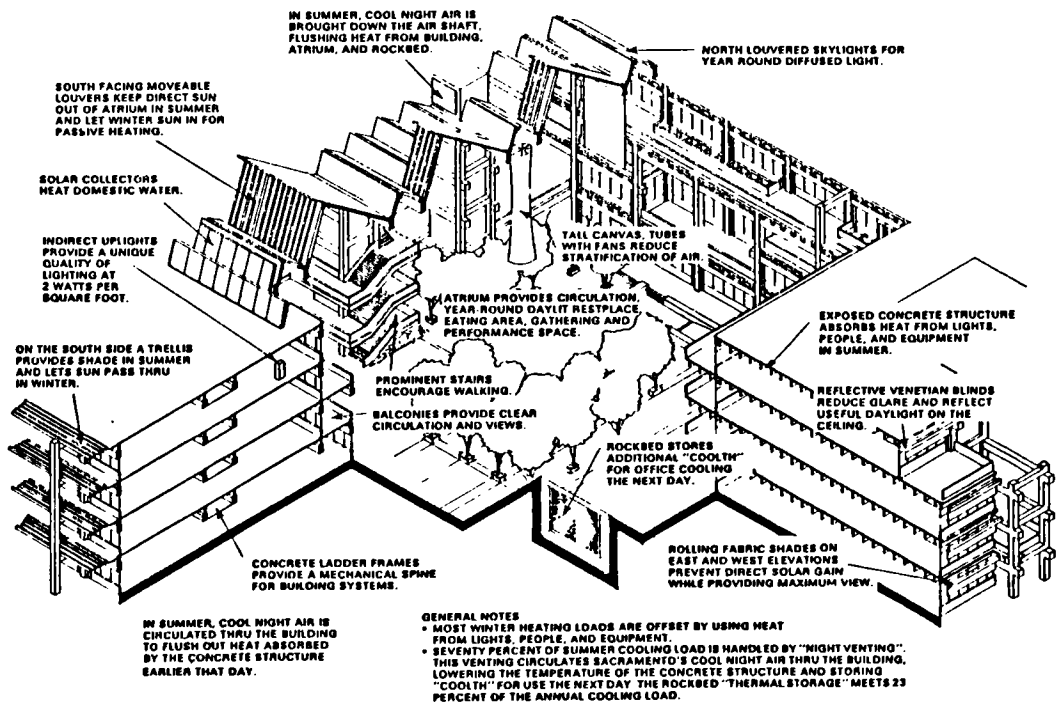 IN SUMMER, COOL NIGHT AIR IS
BROUGHT DOWN THE AIR SHAFT,
FLUSHING HEAT FROM BUILDING,
ATRIUM, AND ROCKBED.
NORTH LOUVERED SKYLIGHTS FOR
YEAR ROUND DIFFUSED LIGHT.
SOUTH FACING MOVEABLE
LOUVERS KEEP DIRECT SUN
OUT OF ATRIUM IN SUMMER
AND LET WINTER SUN IN FOR
PASSIVE HEATING.
SOLAR COLLECTORS
HEAT DOMESTIC WATER.
INDIRECT UPLIGHTS
PROVIDE A UNIQUE
QUALITY OF
LIGHTING AT
2 WATTS PER
SQUARE FOOT.
TALL CANVAS, TUBES
WITH FANS REDUCE
STRATIFICATION OF AIR.
ATRIUM PROVIDES CIRCULATION,
YEAR-ROUND DAYLIT RESTPLACE,
EATING AREA, GATHERING AND
PERFORMANCE SPACE.
EXPOSED CONCRETE STRUCTURE
ABSORBS HEAT FROM LIGHTS,
PEOPLE, AND EQUIPMENT
IN SUMMER.
ON THE SOUTH SIDE A TRELLIS
PROVIDES SHADE IN SUMMER
AND LETS SUN PASS THRU
IN WINTER.
PROMINENT STAIRS
ENCOURAGE WALKING.
REFLECTIVE VENETIAN BLINDS
REDUCE GLARE AND REFLECT
USEFUL DAYLIGHT ON THE
CEILING.
BALCONIES PROVIDE CLEAR
CIRCULATION AND VIEWS.
ROCKBED STORES
ADDITIONAL "COOLTH"
FOR OFFICE COOLING
THE NEXT DAY.
CONCRETE LADDER FRAMES
PROVIDE A MECHANICAL SPINE
FOR BUILDING SYSTEMS.
ROLLING FABRIC SHADES ON
EAST AND WEST ELEVATIONS
PREVENT DIRECT SOLAR GAIN
WHILE PROVIDING MAXIMUM VIEW.
IN SUMMER, COOL NIGHT AIR IS
CIRCULATED THRU THE BUILDING
TO FLUSH OUT HEAT ABSORBED
BY THE CONCRETE STRUCTURE
EARLIER THAT DAY.
GENERAL NOTES
• MOST WINTER HEATING LOADS ARE OFFSET BY USING HEAT
FROM LIGHTS, PEOPLE, AND EQUIPMENT.
• SEVENTY PERCENT OF SUMMER COOLING LOAD IS HANDLED BY "NIGHT VENTING".
THIS VENTING CIRCULATES SACRAMENTO'S COOL NIGHT AIR THRU THE BUILDING,
LOWERING THE TEMPERATURE OF THE CONCRETE STRUCTURE AND STORING
"COOLTH" FOR USE THE NEXT DAY THE ROCKBED "THERMAL STORAGE" MEETS 23
PERCENT OF THE ANNUAL COOLING LOAD.